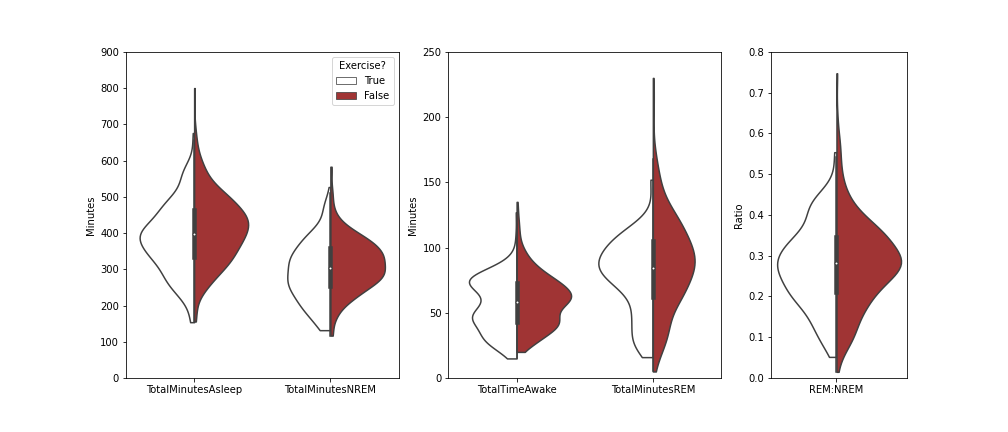 900
800
700
600
500
400
300
200
100
0
Minutes
TotalMinutesAsleep TotalMinutesNREM
Exercise?
True
False
250
200
150
100
50
0
Minutes
TotalTimeAwake TotalMinutesREM
0.8
0.7
0.6
0.5
0.4
0.3
0.2
0.1
0.0
Ratio
REM:NREM